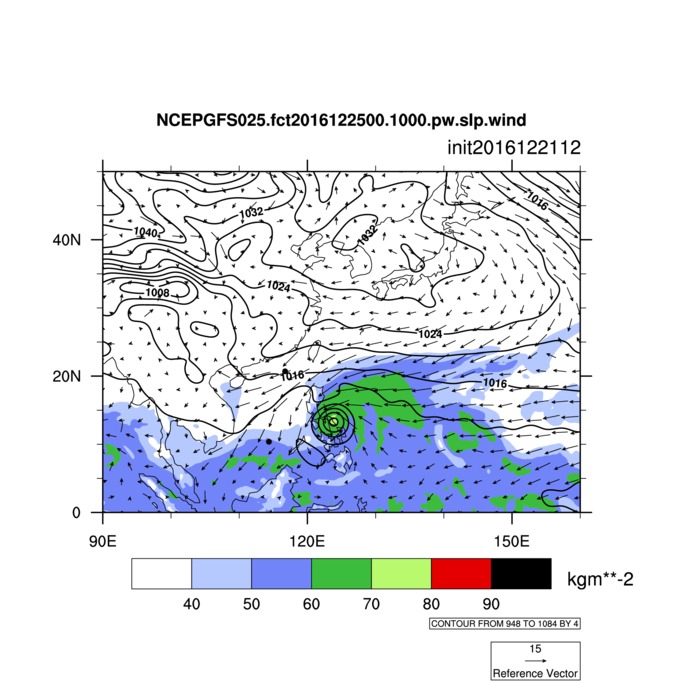 NCEPGFS025.fct2016122500.1000.pw.slp.wind
init2016122112
1016
1032
1040
1032
40N
1024
1008
1024
1016
1016
20N
0
90E 120E 150E
40 50 60 70 80 90
kgm**-2
CONTOUR FROM 948 TO 1084 BY 4
15
Reference Vector